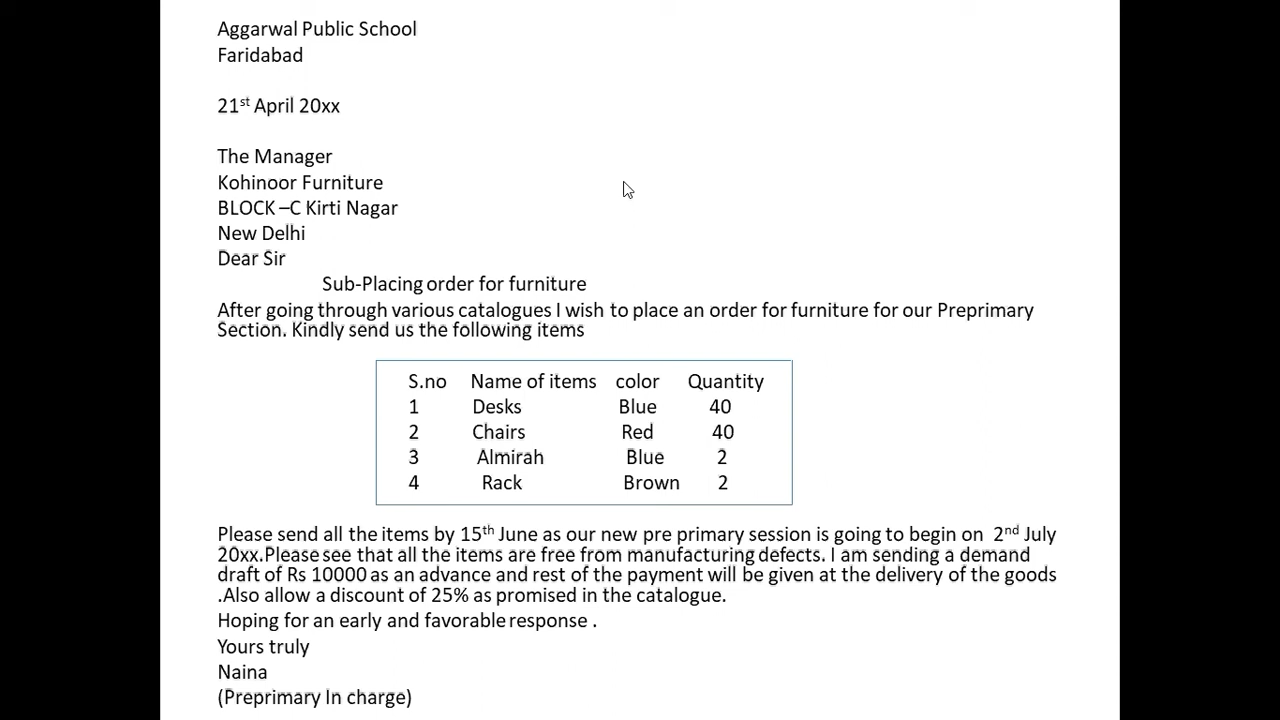 Aggarwal Public School
Faridabad
21st April 20xx
The Manager
Kohinoor Furniture
BLOCK –C Kirti Nagar
New Delhi
Dear Sir
Sub-Placing order for furniture
After going through various catalogues I wish to place an order for furniture for our Preprimary
Section. Kindly send us the following items
S.no Name of items color Quantity
1 Desks Blue 40
2 Chairs Red 40
3 Almirah Blue 2
4 Rack Brown 2
Please send all the items by 15th June as our new pre primary session is going to begin on 2nd July
20xx.Please see that all the items are free from manufacturing defects. I am sending a demand
draft of Rs 10000 as an advance and rest of the payment will be given at the delivery of the goods
.Also allow a discount of 25% as promised in the catalogue.
Hoping for an early and favorable response .
Yours truly
Naina
(Preprimary In charge)